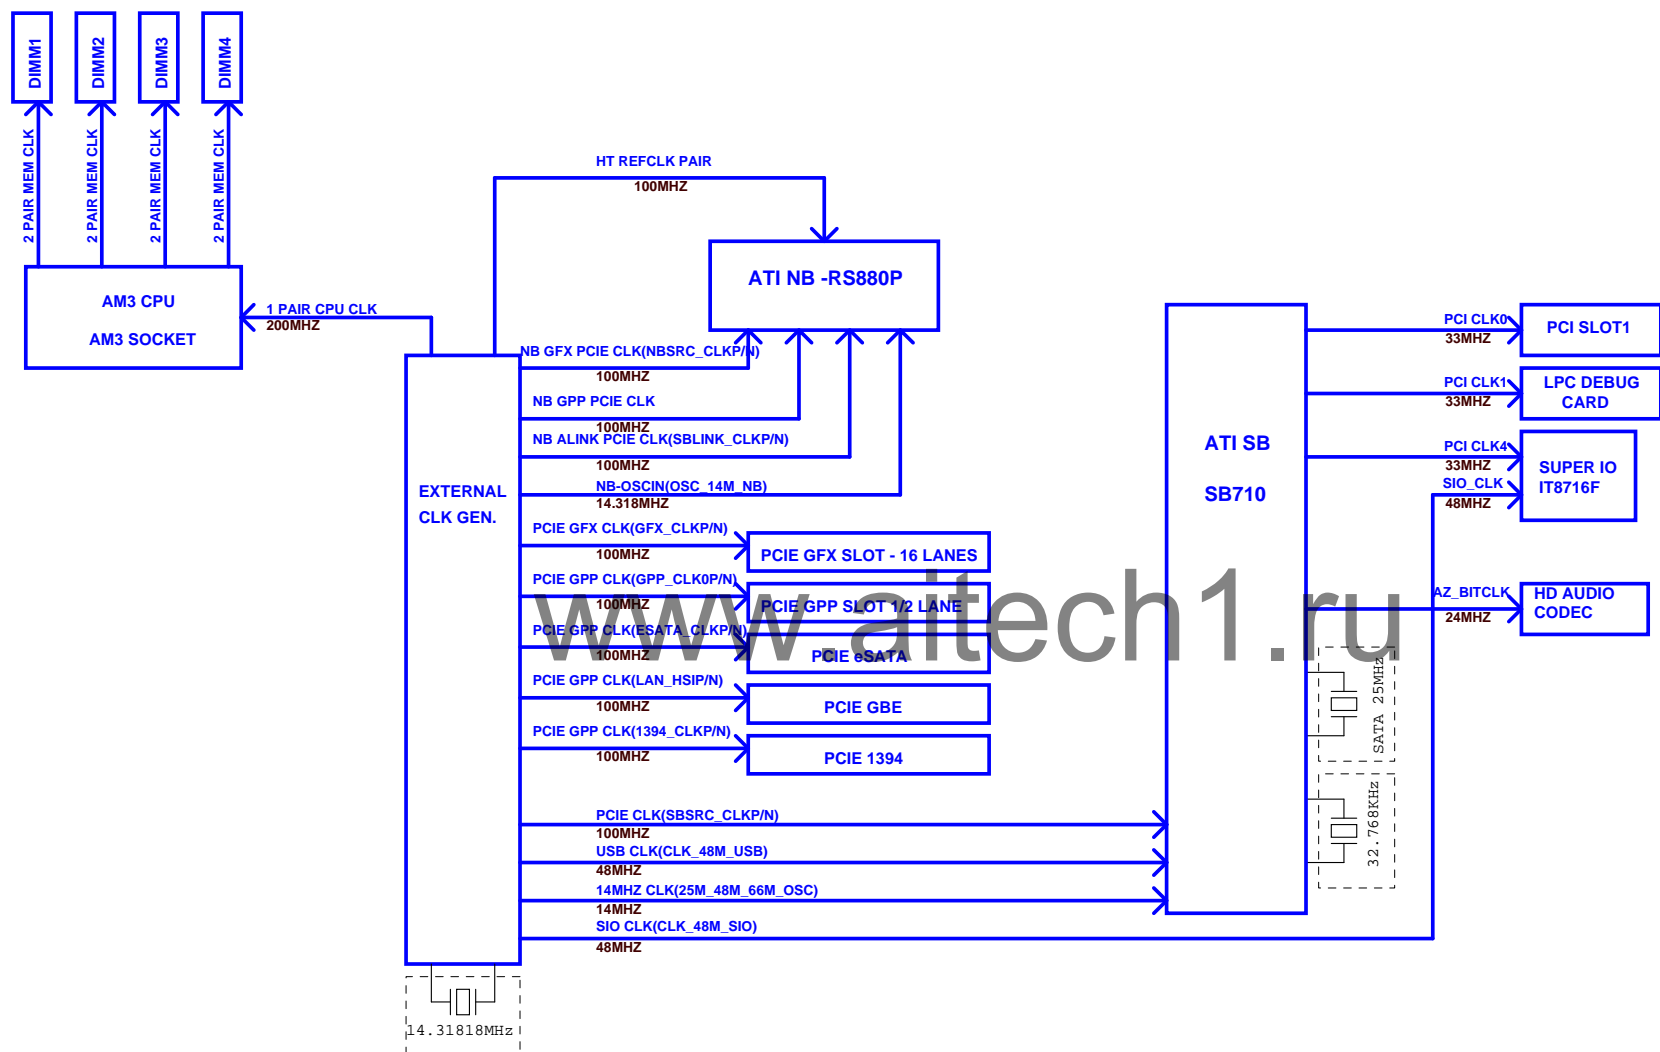 DIMM1
DIMM2
DIMM3
DIMM4
2 PAIR MEM CLK
2 PAIR MEM CLK
2 PAIR MEM CLK
2 PAIR MEM CLK
AM3 CPU
AM3 SOCKET
1 PAIR CPU CLK
200MHZ
HT REFCLK PAIR
100MHZ
ATI NB -RS880P
NB GFX PCIE CLK(NBSRC_CLKP/N)
100MHZ
NB GPP PCIE CLK
100MHZ
NB ALINK PCIE CLK(SBLINK_CLKP/N)
100MHZ
NB-OSCIN(OSC_14M_NB)
14.318MHZ
EXTERNAL
CLK GEN.
PCIE GFX CLK(GFX_CLKP/N)
100MHZ
PCIE GFX SLOT - 16 LANES
PCIE GPP CLK(GPP_CLK0P/N)
100MHZ
PCIE GPP SLOT 1/2 LANE
PCIE GPP CLK(ESATA_CLKP/N)
100MHZ
PCIE eSATA
PCIE GPP CLK(LAN_HSIP/N)
100MHZ
PCIE GBE
PCIE GPP CLK(1394_CLKP/N)
100MHZ
PCIE 1394
PCIE CLK(SBSRC_CLKP/N)
100MHZ
USB CLK(CLK_48M_USB)
48MHZ
14MHZ CLK(25M_48M_66M_OSC)
14MHZ
SIO CLK(CLK_48M_SIO)
48MHZ
14.31818MHz
ATI SB
SB710
PCI CLK0
33MHZ
PCI SLOT1
PCI CLK1
33MHZ
LPC DEBUG
CARD
PCI CLK4
33MHZ
SIO_CLK
48MHZ
SUPER IO
IT8716F
AZ_BITCLK
24MHZ
HD AUDIO
CODEC
SATA 25MHz
32.768KHz
www.aitech1.ru